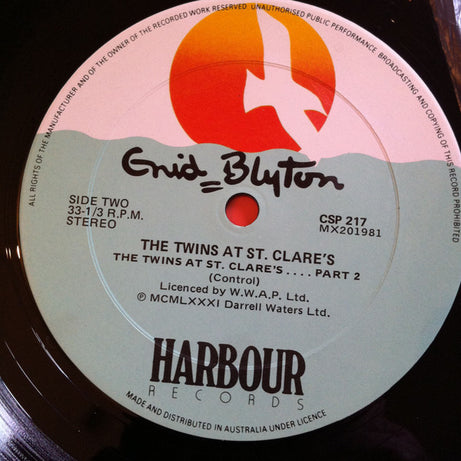 ALL RIGHTS OF THE MANUFACTURER AND OF THE OWNER OF THE RECORDED WORK RESERVED UNAUTHORISED PUBLIC PERFORMANCE BROADCASTING AND COPYING OF THIS RECORD PROHIBITED
Enid Blyton
SIDE TWO
33-1/3 R.P.M.
STEREO
CSP 217
MX201981
THE TWINS AT ST. CLARE'S
THE TWINS AT ST. CLARE'S .... PART 2
(Control)
Licenced by W.W.A.P. Ltd.
℗ MCMLXXXI Darrell Waters Ltd.
HARBOUR
RECORDS
MADE AND DISTRIBUTED IN AUSTRALIA UNDER LICENCE